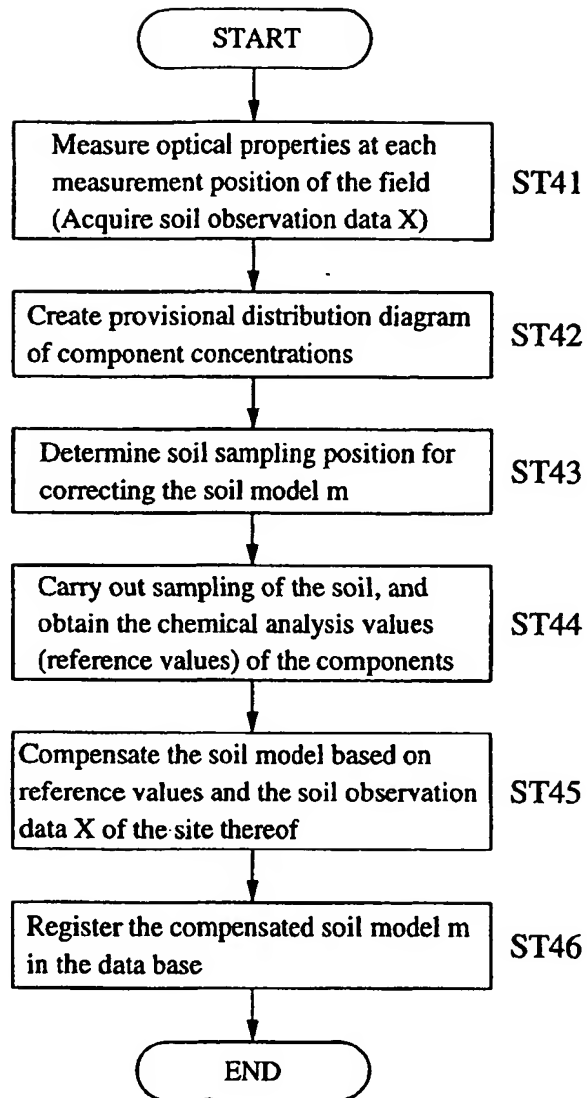 START
Measure optical properties at each
measurement position of the field
(Acquire soil observation data X)
ST41
Create provisional distribution diagram
of component concentrations
ST42
Determine soil sampling position for
correcting the soil model m
ST43
Carry out sampling of the soil, and
obtain the chemical analysis values
(reference values) of the components
ST44
Compensate the soil model based on
reference values and the soil observation
data X of the site thereof
ST45
Register the compensated soil model m
in the data base
ST46
END